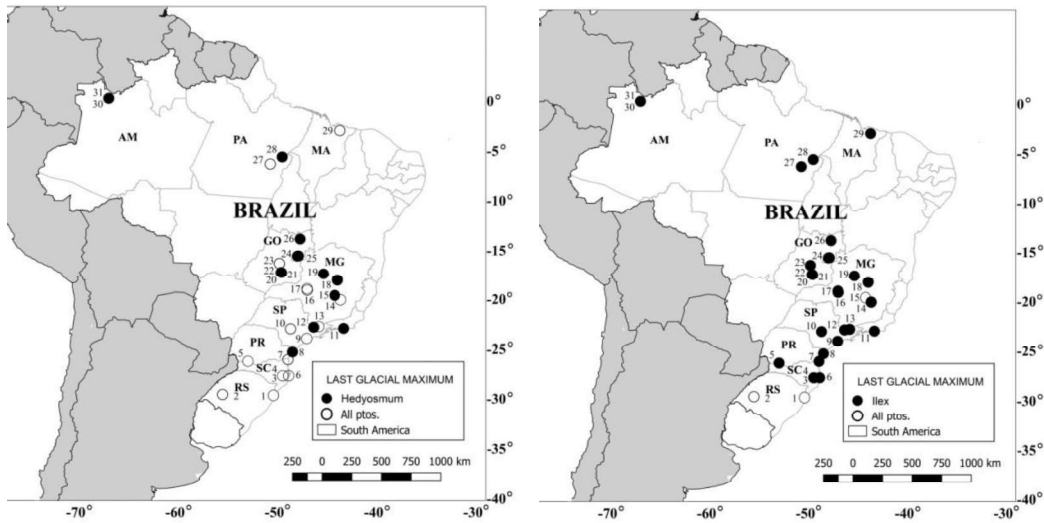 31
30
0°
AM
PA
29
28
27
MA
-5°
-10°
BRAZIL
GO
26
24
25
23
22
21
20
19
MG
18
-15°
17
16
15
14
-20°
SP
12
13
10
11
9
PR
8
7
5
-25°
SC
4
3
6
RS
2
1
-30°
LAST GLACIAL MAXIMUM
Hedyosmum
All ptos.
South America
250 0 250 500 750 1000 km
-35°
-40°
-70° -60° -50° -40° -30°
31
30
0°
AM
PA
29
28
27
MA
-5°
-10°
BRAZIL
GO
26
24
25
23
22
21
20
19
MG
18
-15°
17
16
15
14
-20°
SP
12
13
10
11
9
PR
8
7
5
-25°
SC
4
3
6
RS
2
1
-30°
LAST GLACIAL MAXIMUM
Ilex
All ptos.
South America
250 0 250 500 750 1000 km
-35°
-40°
-70° -60° -50° -40° -30°